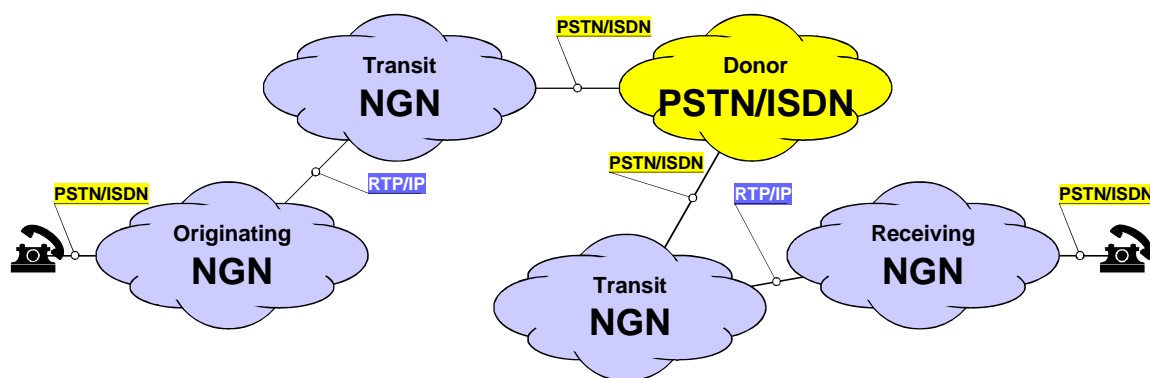 PSTN/ISDN
Transit
NGN
Donor
PSTN/ISDN
PSTN/ISDN
RTP/IP
RTP/IP
PSTN/ISDN
PSTN/ISDN
Originating
NGN
Receiving
NGN
Transit
NGN